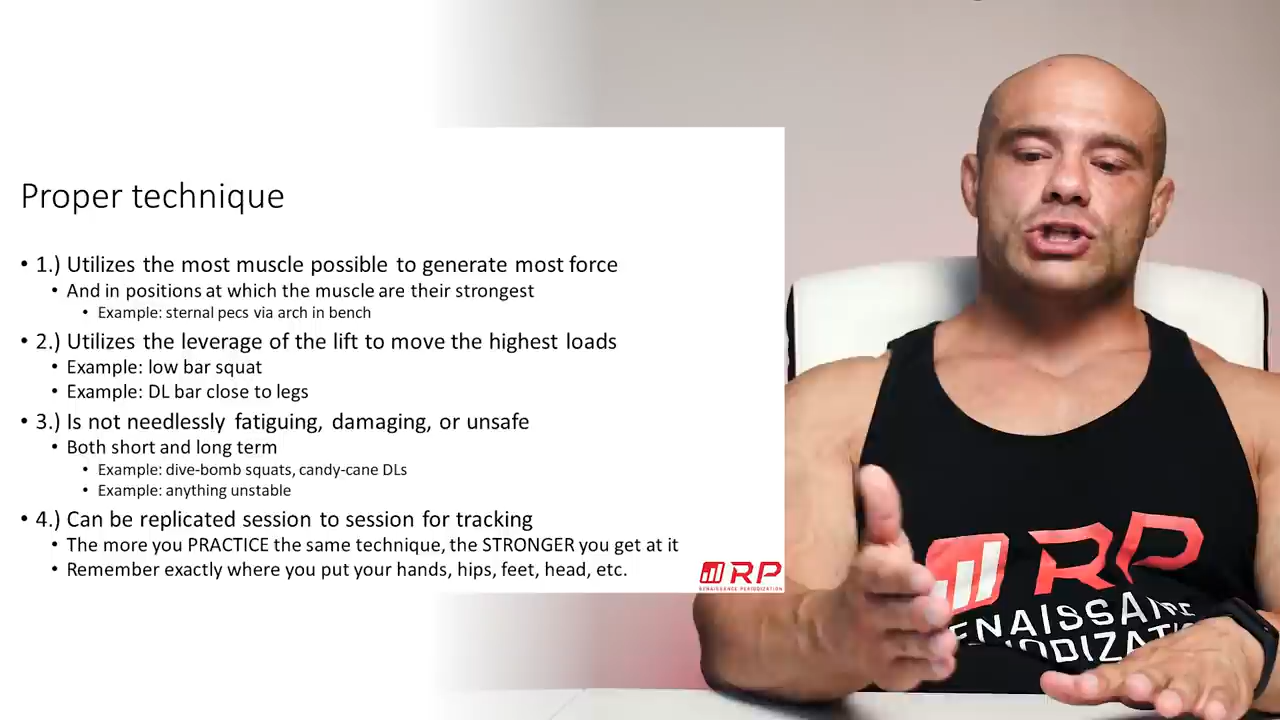 Proper technique
• 1.) Utilizes the most muscle possible to generate most force
• And in positions at which the muscle are their strongest
• Example: sternal pecs via arch in bench
• 2.) Utilizes the leverage of the lift to move the highest loads
• Example: low bar squat
• Example: DL bar close to legs
• 3.) Is not needlessly fatiguing, damaging, or unsafe
• Both short and long term
• Example: dive-bomb squats, candy-cane DLs
• Example: anything unstable
• 4.) Can be replicated session to session for tracking
• The more you PRACTICE the same technique, the STRONGER you get at it
• Remember exactly where you put your hands, hips, feet, head, etc.
RP
RENAISSANCE PERIODIZATION
RP